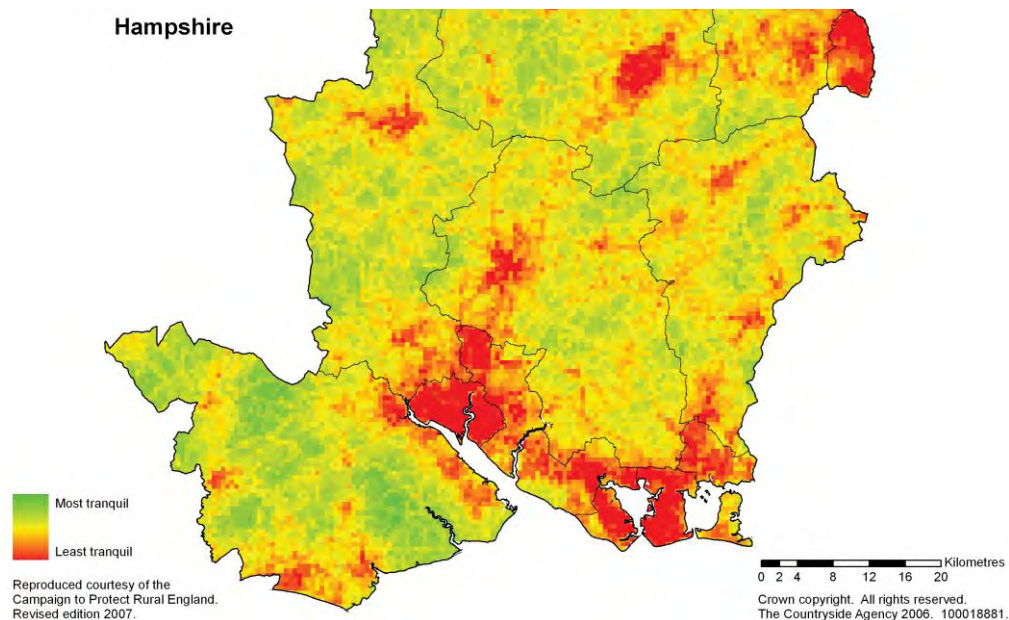 Hampshire
Most tranquil
Least tranquil
Reproduced courtesy of the
Campaign to Protect Rural England.
Revised edition 2007.
Kilometres
0 2 4 8 12 16 20
Crown copyright. All rights reserved.
The Countryside Agency 2006. 100018881.